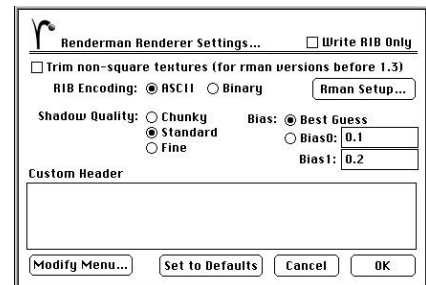 Renderman Renderer Settings... Write RIB Only
Trim non-square textures (for rman versions before 1.3)
RIB Encoding: ASCII Binary Rman Setup...
Shadow Quality: Chunky Bias: Best Guess
Standard Bias0: 0.1
Fine Bias1: 0.2
Custom Header
Modify Menu... Set to Defaults Cancel OK